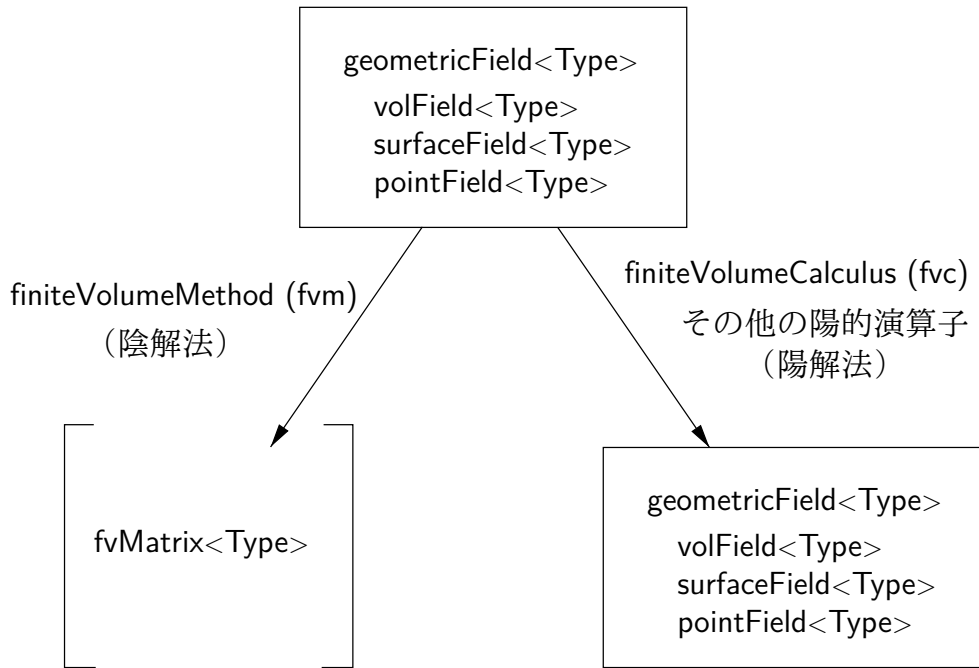 geometricField<Type>
volField<Type>
surfaceField<Type>
pointField<Type>
finiteVolumeMethod (fvm)
（陰解法）
finiteVolumeCalculus (fvc)
その他の陽的演算子
（陽解法）
fvMatrix<Type>
geometricField<Type>
volField<Type>
surfaceField<Type>
pointField<Type>